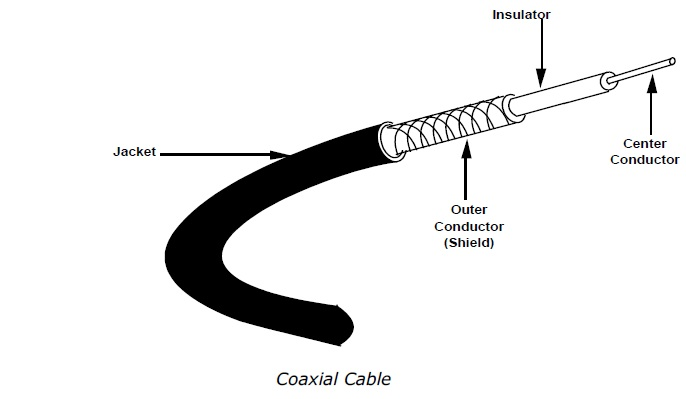 Insulator
Jacket
Center
Conductor
Outer
Conductor
(Shield)
Coaxial Cable